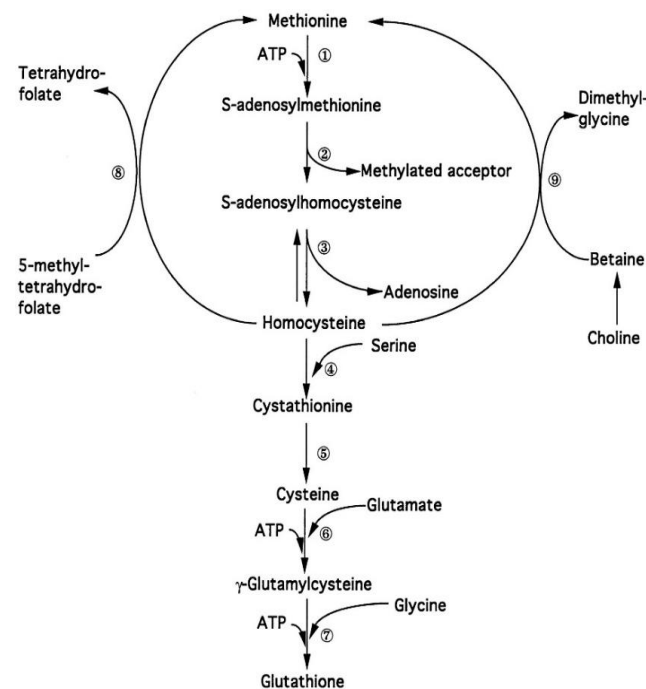 Methionine
ATP
①
Tetrahydro-
folate
S-adenosylmethionine
Dimethyl-
glycine
②
Methylated acceptor
⑧
⑨
S-adenosylhomocysteine
③
5-methyl-
tetrahydro-
folate
Betaine
Adenosine
Homocysteine
Serine
Choline
④
Cystathionine
⑤
Cysteine
Glutamate
ATP
⑥
γ-Glutamylcysteine
Glycine
ATP
⑦
Glutathione